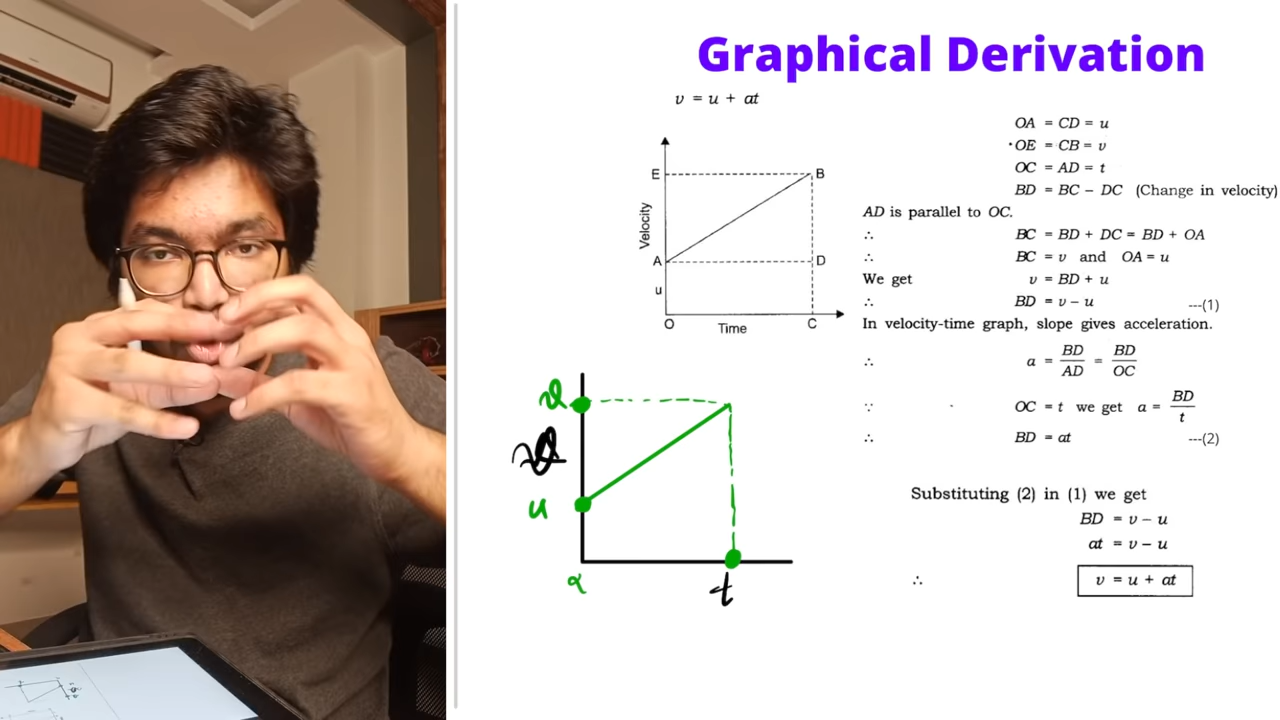 Graphical Derivation
v = u + at
E
B
Velocity
A
D
u
O
Time
C
OA = CD = u
OE = CB = v
OC = AD = t
BD = BC − DC (Change in velocity)
AD is parallel to OC.
∴ BC = BD + DC = BD + OA
∴ BC = v and OA = u
We get v = BD + u
∴ BD = v − u ---(1)
In velocity-time graph, slope gives acceleration.
∴ a = BD/AD = BD/OC
∵ OC = t we get a = BD/t
∴ BD = at ---(2)
Substituting (2) in (1) we get
BD = v − u
at = v − u
∴ v = u + at
v
v
u
t